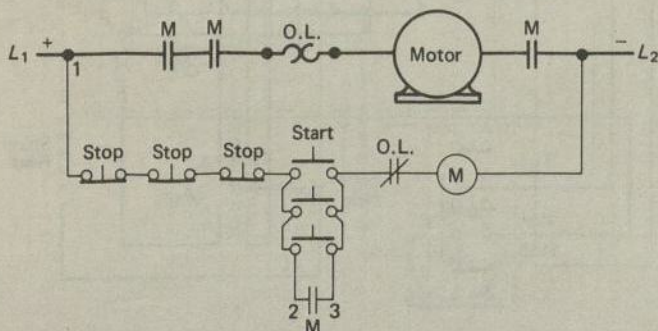 M M O.L. M
L₁ + Motor − L₂
1
Start
Stop Stop Stop O.L.
M
2 3
M